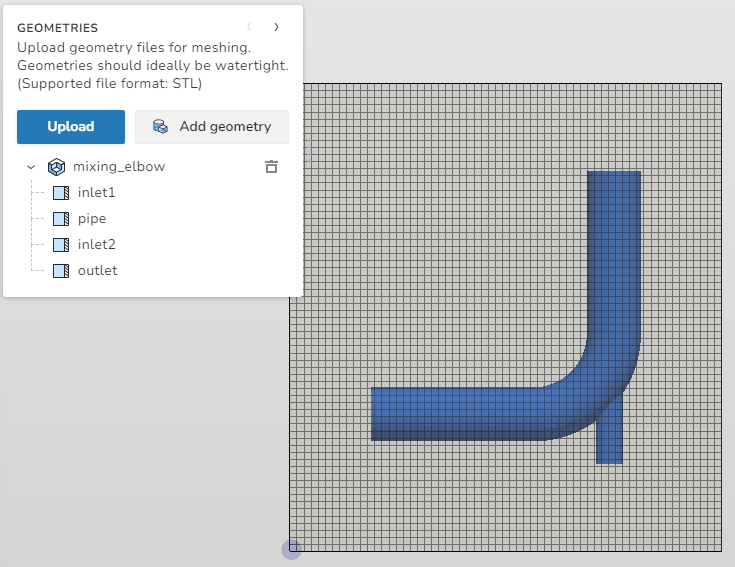 GEOMETRIES
Upload geometry files for meshing.
Geometries should ideally be watertight.
(Supported file format: STL)
Upload
Add geometry
mixing_elbow
inlet1
pipe
inlet2
outlet